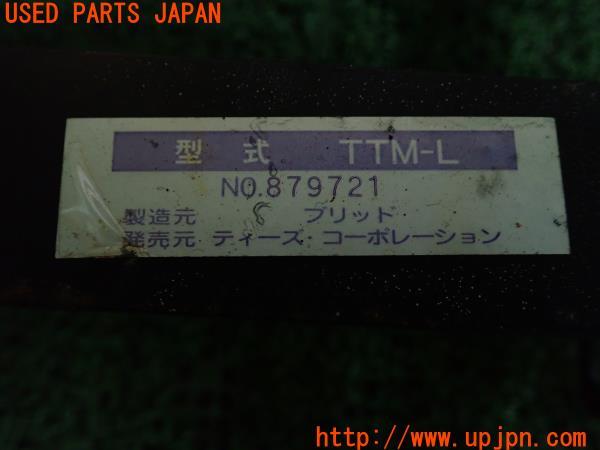 USED PARTS JAPAN
型式 TTM-L
NO.879721
製造元 ブリッド
発売元 ティーズ・コーポレーション
http://www.upjpn.com